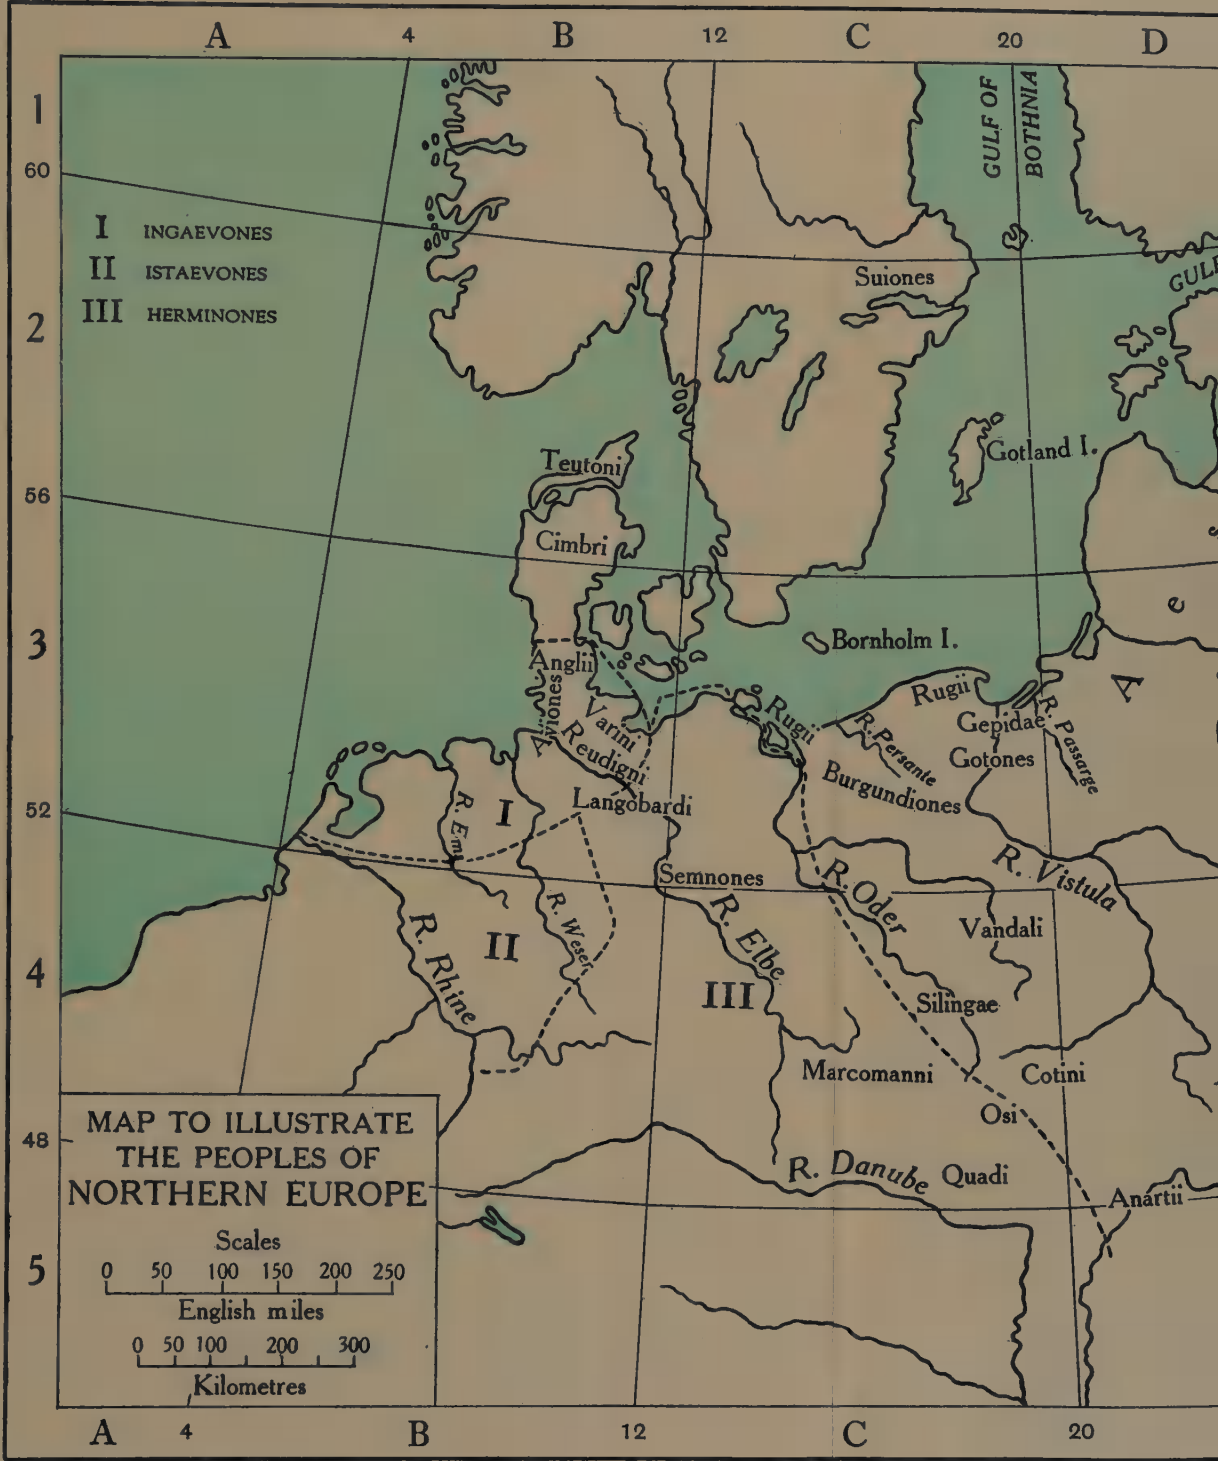 A 4 B 12 C 20 D
1
60
GULF OF
BOTHNIA
I INGAEVONES
II ISTAEVONES
III HERMINONES
Suiones
GULF
2
Gotland I.
Teutoni
56
Cimbri
e
3
Bornholm I.
Anglii
Aviones
Varini
Reudigni
Rugii
Rugii
R. Persante
Gepidae
Gotones
R. Passarge
A
Burgundiones
Langobardi
52
I
R. Em
Semnones
R. Oder
R. Vistula
Vandali
R. Weser
R. Elbe
II
III
R. Rhine
4
Silingae
Marcomanni
Cotini
Osi
48
R. Danube
Quadi
Anartii
5
MAP TO ILLUSTRATE
THE PEOPLES OF
NORTHERN EUROPE
Scales
0 50 100 150 200 250
English miles
0 50 100 200 300
Kilometres
A 4 B 12 C 20